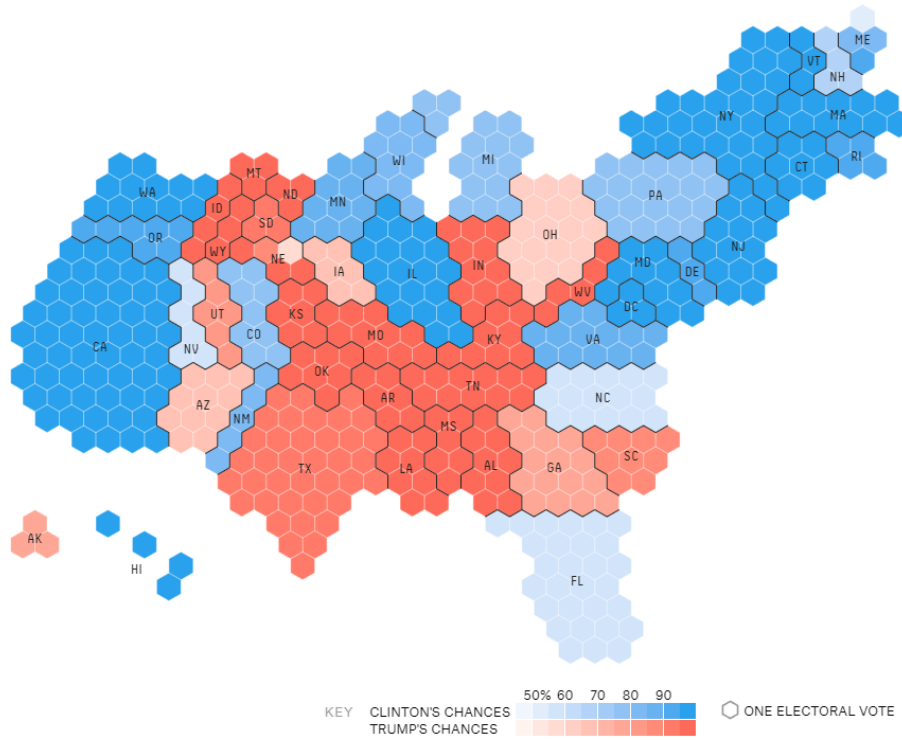 ME
VT
NH
NY
MA
WI
MI
CT
RI
MT
WA
ND
PA
MN
ID
SD
OR
OH
NJ
WY
NE
IA
IL
IN
MD
DE
WV
DC
UT
KS
CA
NV
CO
MO
KY
VA
OK
TN
AZ
NM
AR
NC
MS
TX
LA
AL
GA
SC
AK
HI
FL
50% 60 70 80 90
KEY CLINTON'S CHANCES
TRUMP'S CHANCES
ONE ELECTORAL VOTE